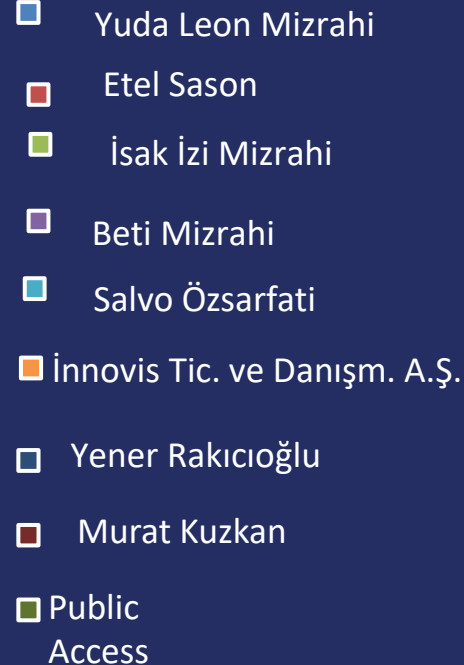 Yuda Leon Mizrahi
Etel Sason
İsak İzi Mizrahi
Beti Mizrahi
Salvo Özsarfati
İnnovis Tic. ve Danışm. A.Ş.
Yener Rakıcıoğlu
Murat Kuzkan
Public
Access